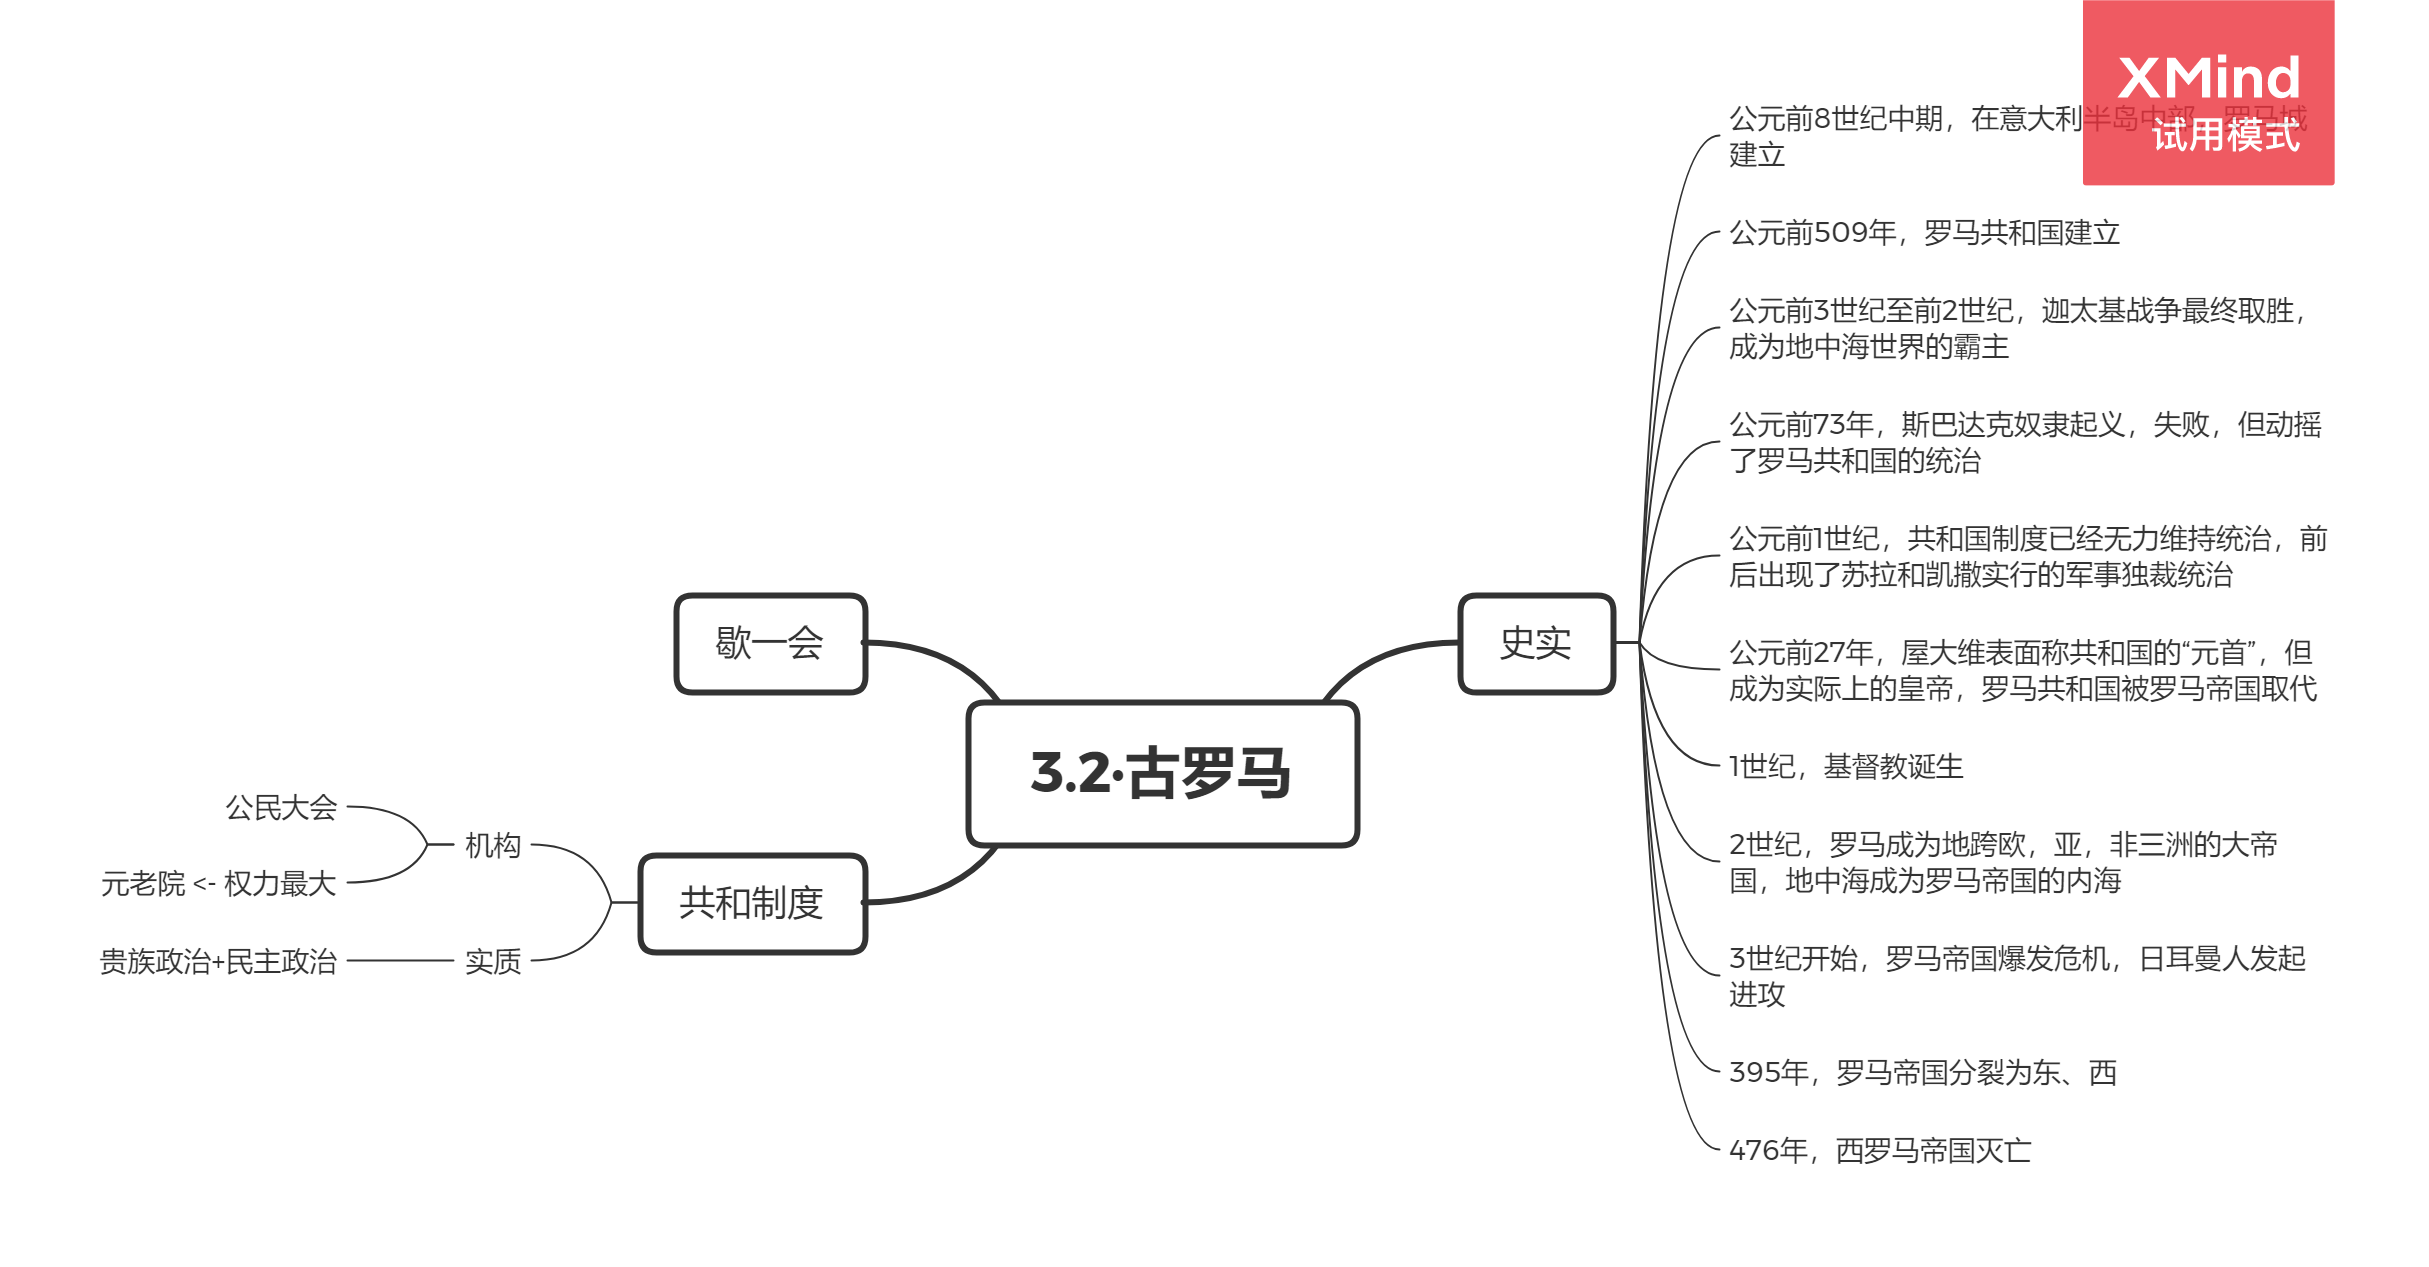 XMind
试用模式
公元前8世纪中期，在意大利半岛中部，罗马城
建立
公元前509年，罗马共和国建立
公元前3世纪至前2世纪，迦太基战争最终取胜，
成为地中海世界的霸主
公元前73年，斯巴达克奴隶起义，失败，但动摇
了罗马共和国的统治
公元前1世纪，共和国制度已经无力维持统治，前
后出现了苏拉和凯撒实行的军事独裁统治
公元前27年，屋大维表面称共和国的“元首”，但
成为实际上的皇帝，罗马共和国被罗马帝国取代
1世纪，基督教诞生
2世纪，罗马成为地跨欧，亚，非三洲的大帝
国，地中海成为罗马帝国的内海
3世纪开始，罗马帝国爆发危机，日耳曼人发起
进攻
395年，罗马帝国分裂为东、西
476年，西罗马帝国灭亡
史实
3.2·古罗马
歇一会
共和制度
机构
公民大会
元老院 <- 权力最大
实质
贵族政治+民主政治